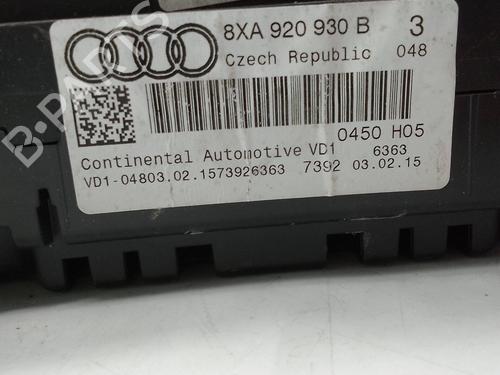 8XA 920 930 B 3
Czech Republic 048
0450 H05
Continental Automotive VD1 6363
VD1-04803.02.1573926363 7392 03.02.15
B-PARTS